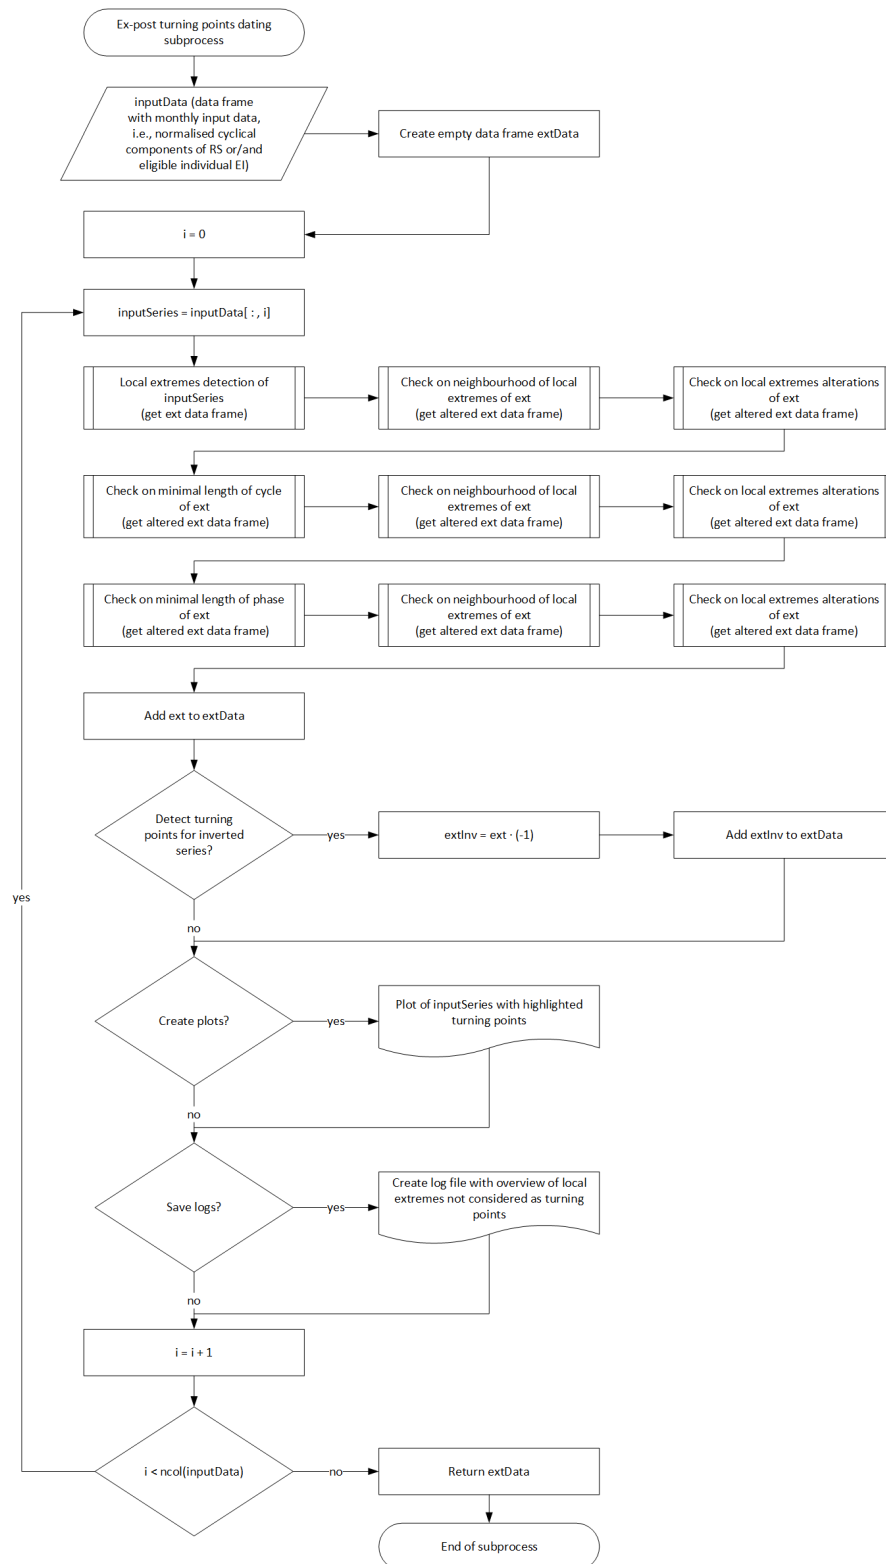 Ex-post turning points dating
subprocess
inputData (data frame
with monthly input data,
i.e., normalised cyclical
components of RS or/and
eligible individual EI)
Create empty data frame extData
i = 0
inputSeries = inputData[ : , i]
Local extremes detection of
inputSeries
(get ext data frame)
Check on neighbourhood of local
extremes of ext
(get altered ext data frame)
Check on local extremes alterations
of ext
(get altered ext data frame)
Check on minimal length of cycle
of ext
(get altered ext data frame)
Check on neighbourhood of local
extremes of ext
(get altered ext data frame)
Check on local extremes alterations
of ext
(get altered ext data frame)
Check on minimal length of phase
of ext
(get altered ext data frame)
Check on neighbourhood of local
extremes of ext
(get altered ext data frame)
Check on local extremes alterations
of ext
(get altered ext data frame)
Add ext to extData
Detect turning
points for inverted
series?
yes
extInv = ext · (-1)
Add extInv to extData
yes
no
Create plots?
yes
Plot of inputSeries with highlighted
turning points
no
Save logs?
yes
Create log file with overview of local
extremes not considered as turning
points
no
i = i + 1
i < ncol(inputData)
no
Return extData
End of subprocess